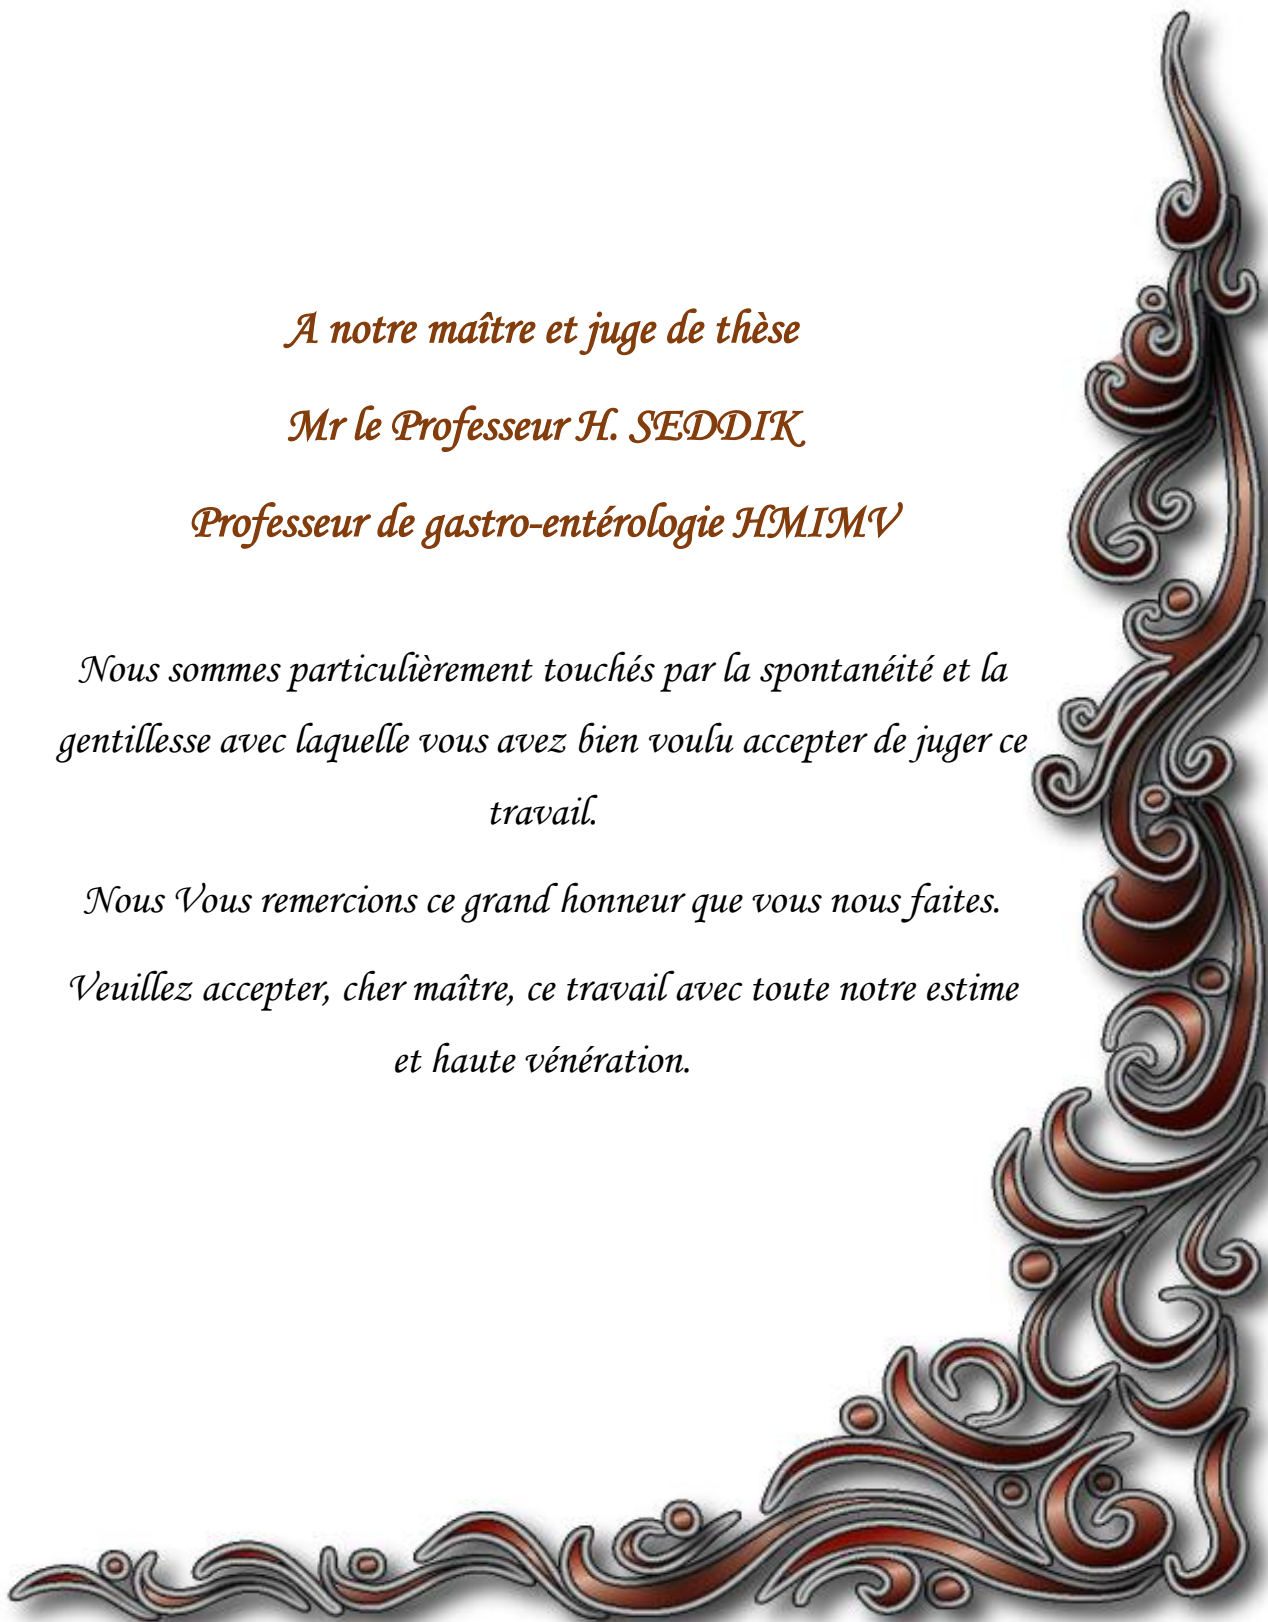 A notre maître et juge de thèse
Mr le Professeur H. SEDDIK
Professeur de gastro-entérologie HMIMV
Nous sommes particulièrement touchés par la spontanéité et la
gentillesse avec laquelle vous avez bien voulu accepter de juger ce
travail.
Nous Vous remercions ce grand honneur que vous nous faites.
Veuillez accepter, cher maître, ce travail avec toute notre estime
et haute vénération.